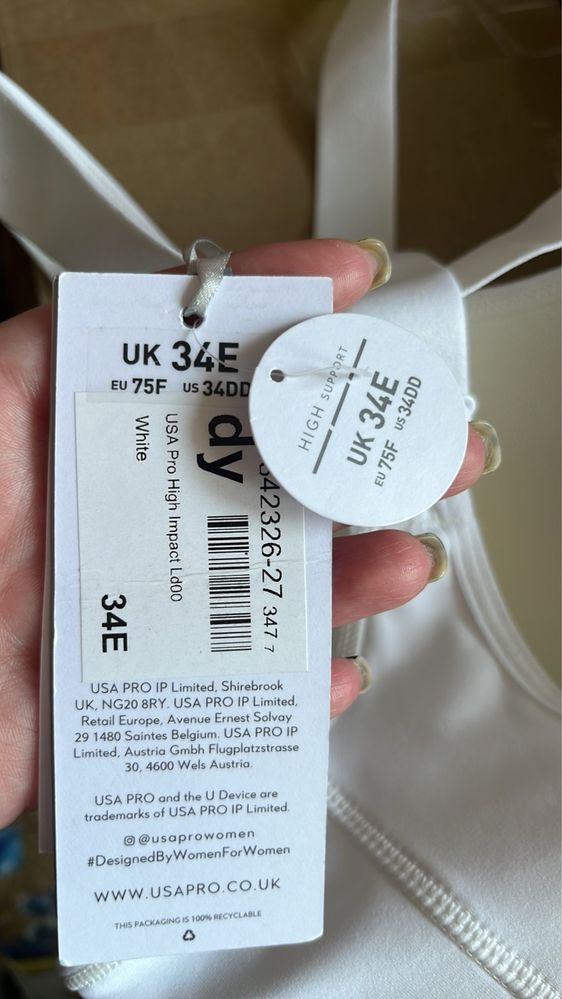 UK 34E
EU 75F US 34DD
HIGH SUPPORT
UK 34E
EU 75F US 34DD
dy
342326-27 347 7
USA Pro High Impact Ld00
White
34E
USA PRO IP Limited, Shirebrook
UK, NG20 8RY. USA PRO IP Limited,
Retail Europe, Avenue Ernest Solvay
29 1480 Saintes Belgium. USA PRO IP
Limited, Austria Gmbh Flugplatzstrasse
30, 4600 Wels Austria.
USA PRO and the U Device are
trademarks of USA PRO IP Limited.
@usaprowomen
#DesignedByWomenForWomen
WWW.USAPRO.CO.UK
THIS PACKAGING IS 100% RECYCLABLE